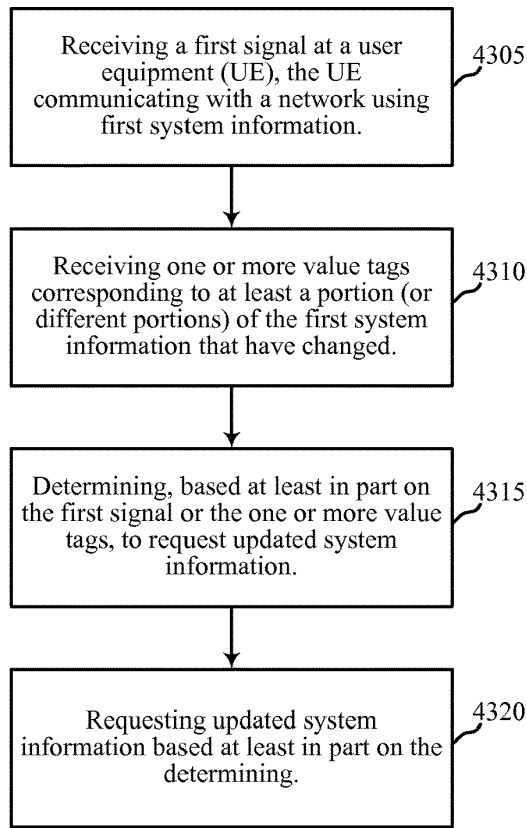 Receiving a first signal at a user
equipment (UE), the UE
communicating with a network using
first system information.
4305
Receiving one or more value tags
corresponding to at least a portion (or
different portions) of the first system
information that have changed.
4310
Determining, based at least in part on
the first signal or the one or more value
tags, to request updated system
information.
4315
Requesting updated system
information based at least in part on the
determining.
4320